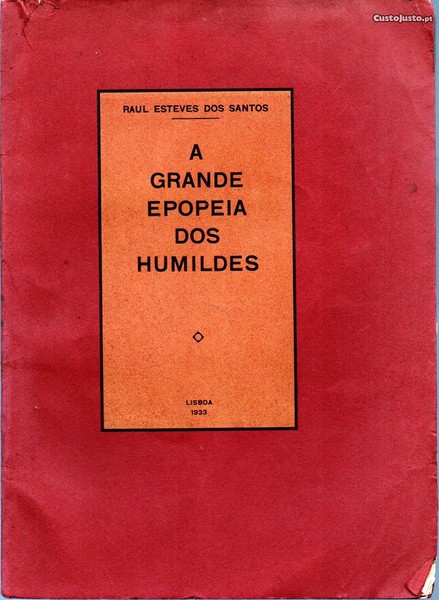 CustoJusto.pt
RAUL ESTEVES DOS SANTOS
A
GRANDE
EPOPEIA
DOS
HUMILDES
LISBOA
1933